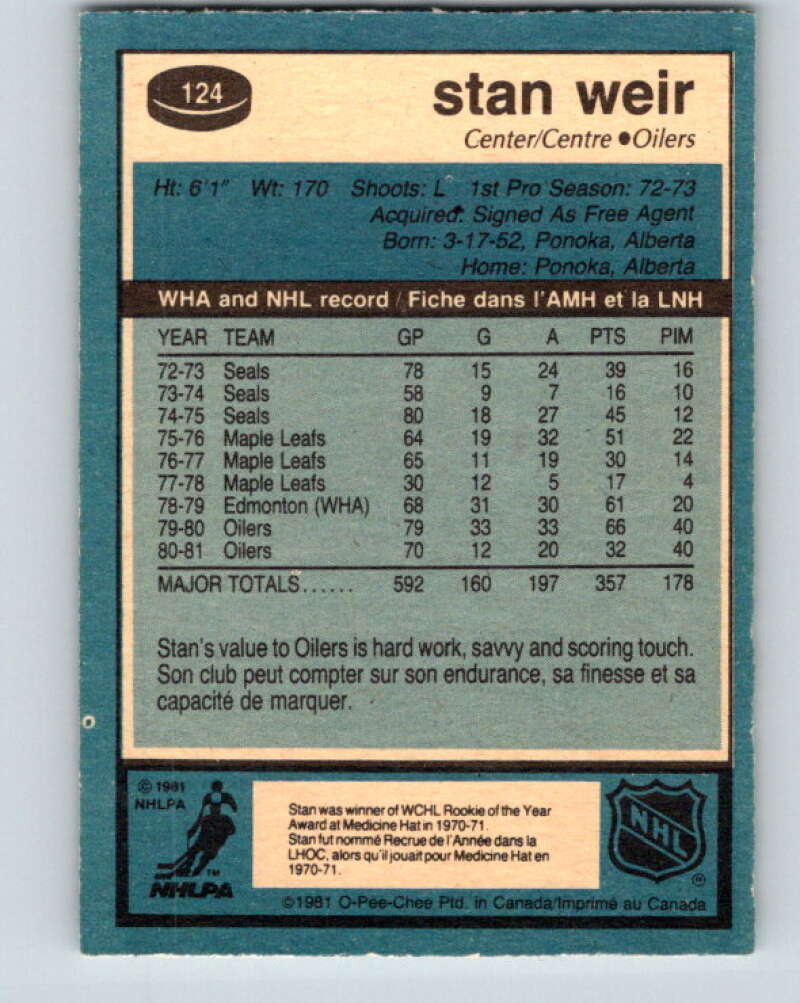 124
stan weir
Center/Centre ●Oilers
Ht: 6'1" Wt: 170 Shoots: L 1st Pro Season: 72-73
Acquired: Signed As Free Agent
Born: 3-17-52, Ponoka, Alberta
Home: Ponoka, Alberta
WHA and NHL record / Fiche dans l'AMH et la LNH
YEAR TEAM GP G A PTS PIM
72-73 Seals 78 15 24 39 16
73-74 Seals 58 9 7 16 10
74-75 Seals 80 18 27 45 12
75-76 Maple Leafs 64 19 32 51 22
76-77 Maple Leafs 65 11 19 30 14
77-78 Maple Leafs 30 12 5 17 4
78-79 Edmonton (WHA) 68 31 30 61 20
79-80 Oilers 79 33 33 66 40
80-81 Oilers 70 12 20 32 40
MAJOR TOTALS...... 592 160 197 357 178
Stan's value to Oilers is hard work, savvy and scoring touch.
Son club peut compter sur son endurance, sa finesse et sa
capacité de marquer.
© 1981
NHLPA
TM
NHLPA
Stan was winner of WCHL Rookie of the Year
Award at Medicine Hat in 1970-71.
Stan fut nommé Recrue de l'Année dans la
LHOC, alors qu'il jouait pour Medicine Hat en
1970-71.
NHL
©1981 O-Pee-Chee Ptd. in Canada/Imprimé au Canada